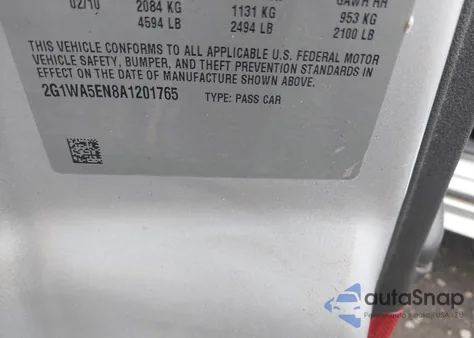 02/10 2084 KG 1131 KG GAWR RR
4594 LB 2494 LB 953 KG
2100 LB
THIS VEHICLE CONFORMS TO ALL APPLICABLE U.S. FEDERAL MOTOR
VEHICLE SAFETY, BUMPER, AND THEFT PREVENTION STANDARDS IN
EFFECT ON THE DATE OF MANUFACTURE SHOWN ABOVE.
2G1WA5EN8A1201765 TYPE: PASS CAR
autoSnap